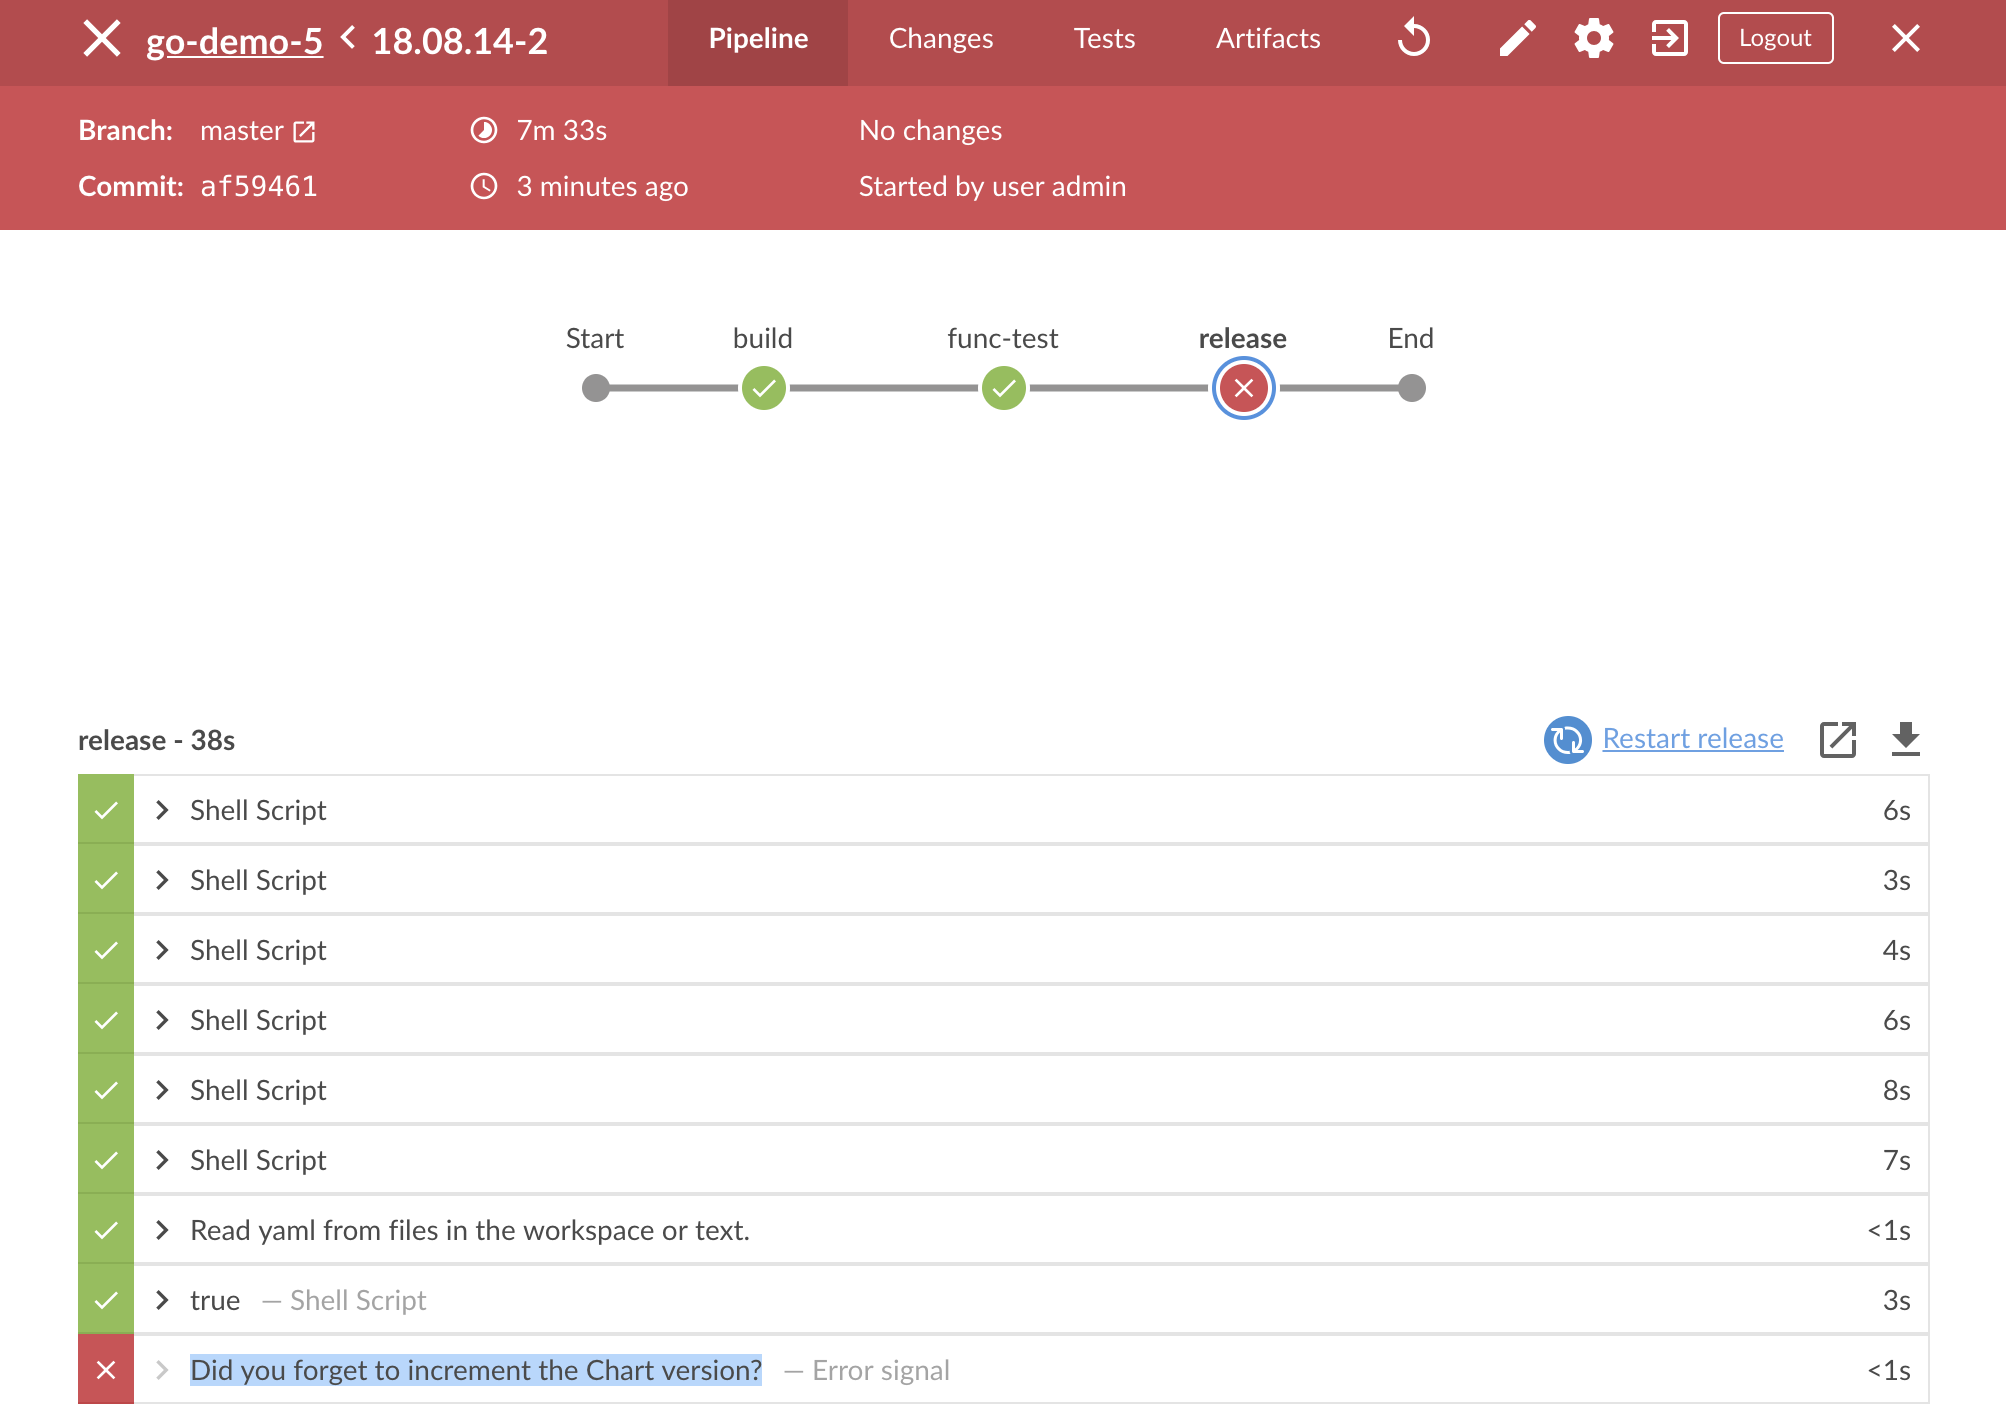 go-demo-5 < 18.08.14-2 Pipeline Changes Tests Artifacts Logout
Branch: master 7m 33s No changes
Commit: af59461 3 minutes ago Started by user admin
Start build func-test release End
release - 38s Restart release
Shell Script 6s
Shell Script 3s
Shell Script 4s
Shell Script 6s
Shell Script 8s
Shell Script 7s
Read yaml from files in the workspace or text. <1s
true — Shell Script 3s
Did you forget to increment the Chart version? — Error signal <1s